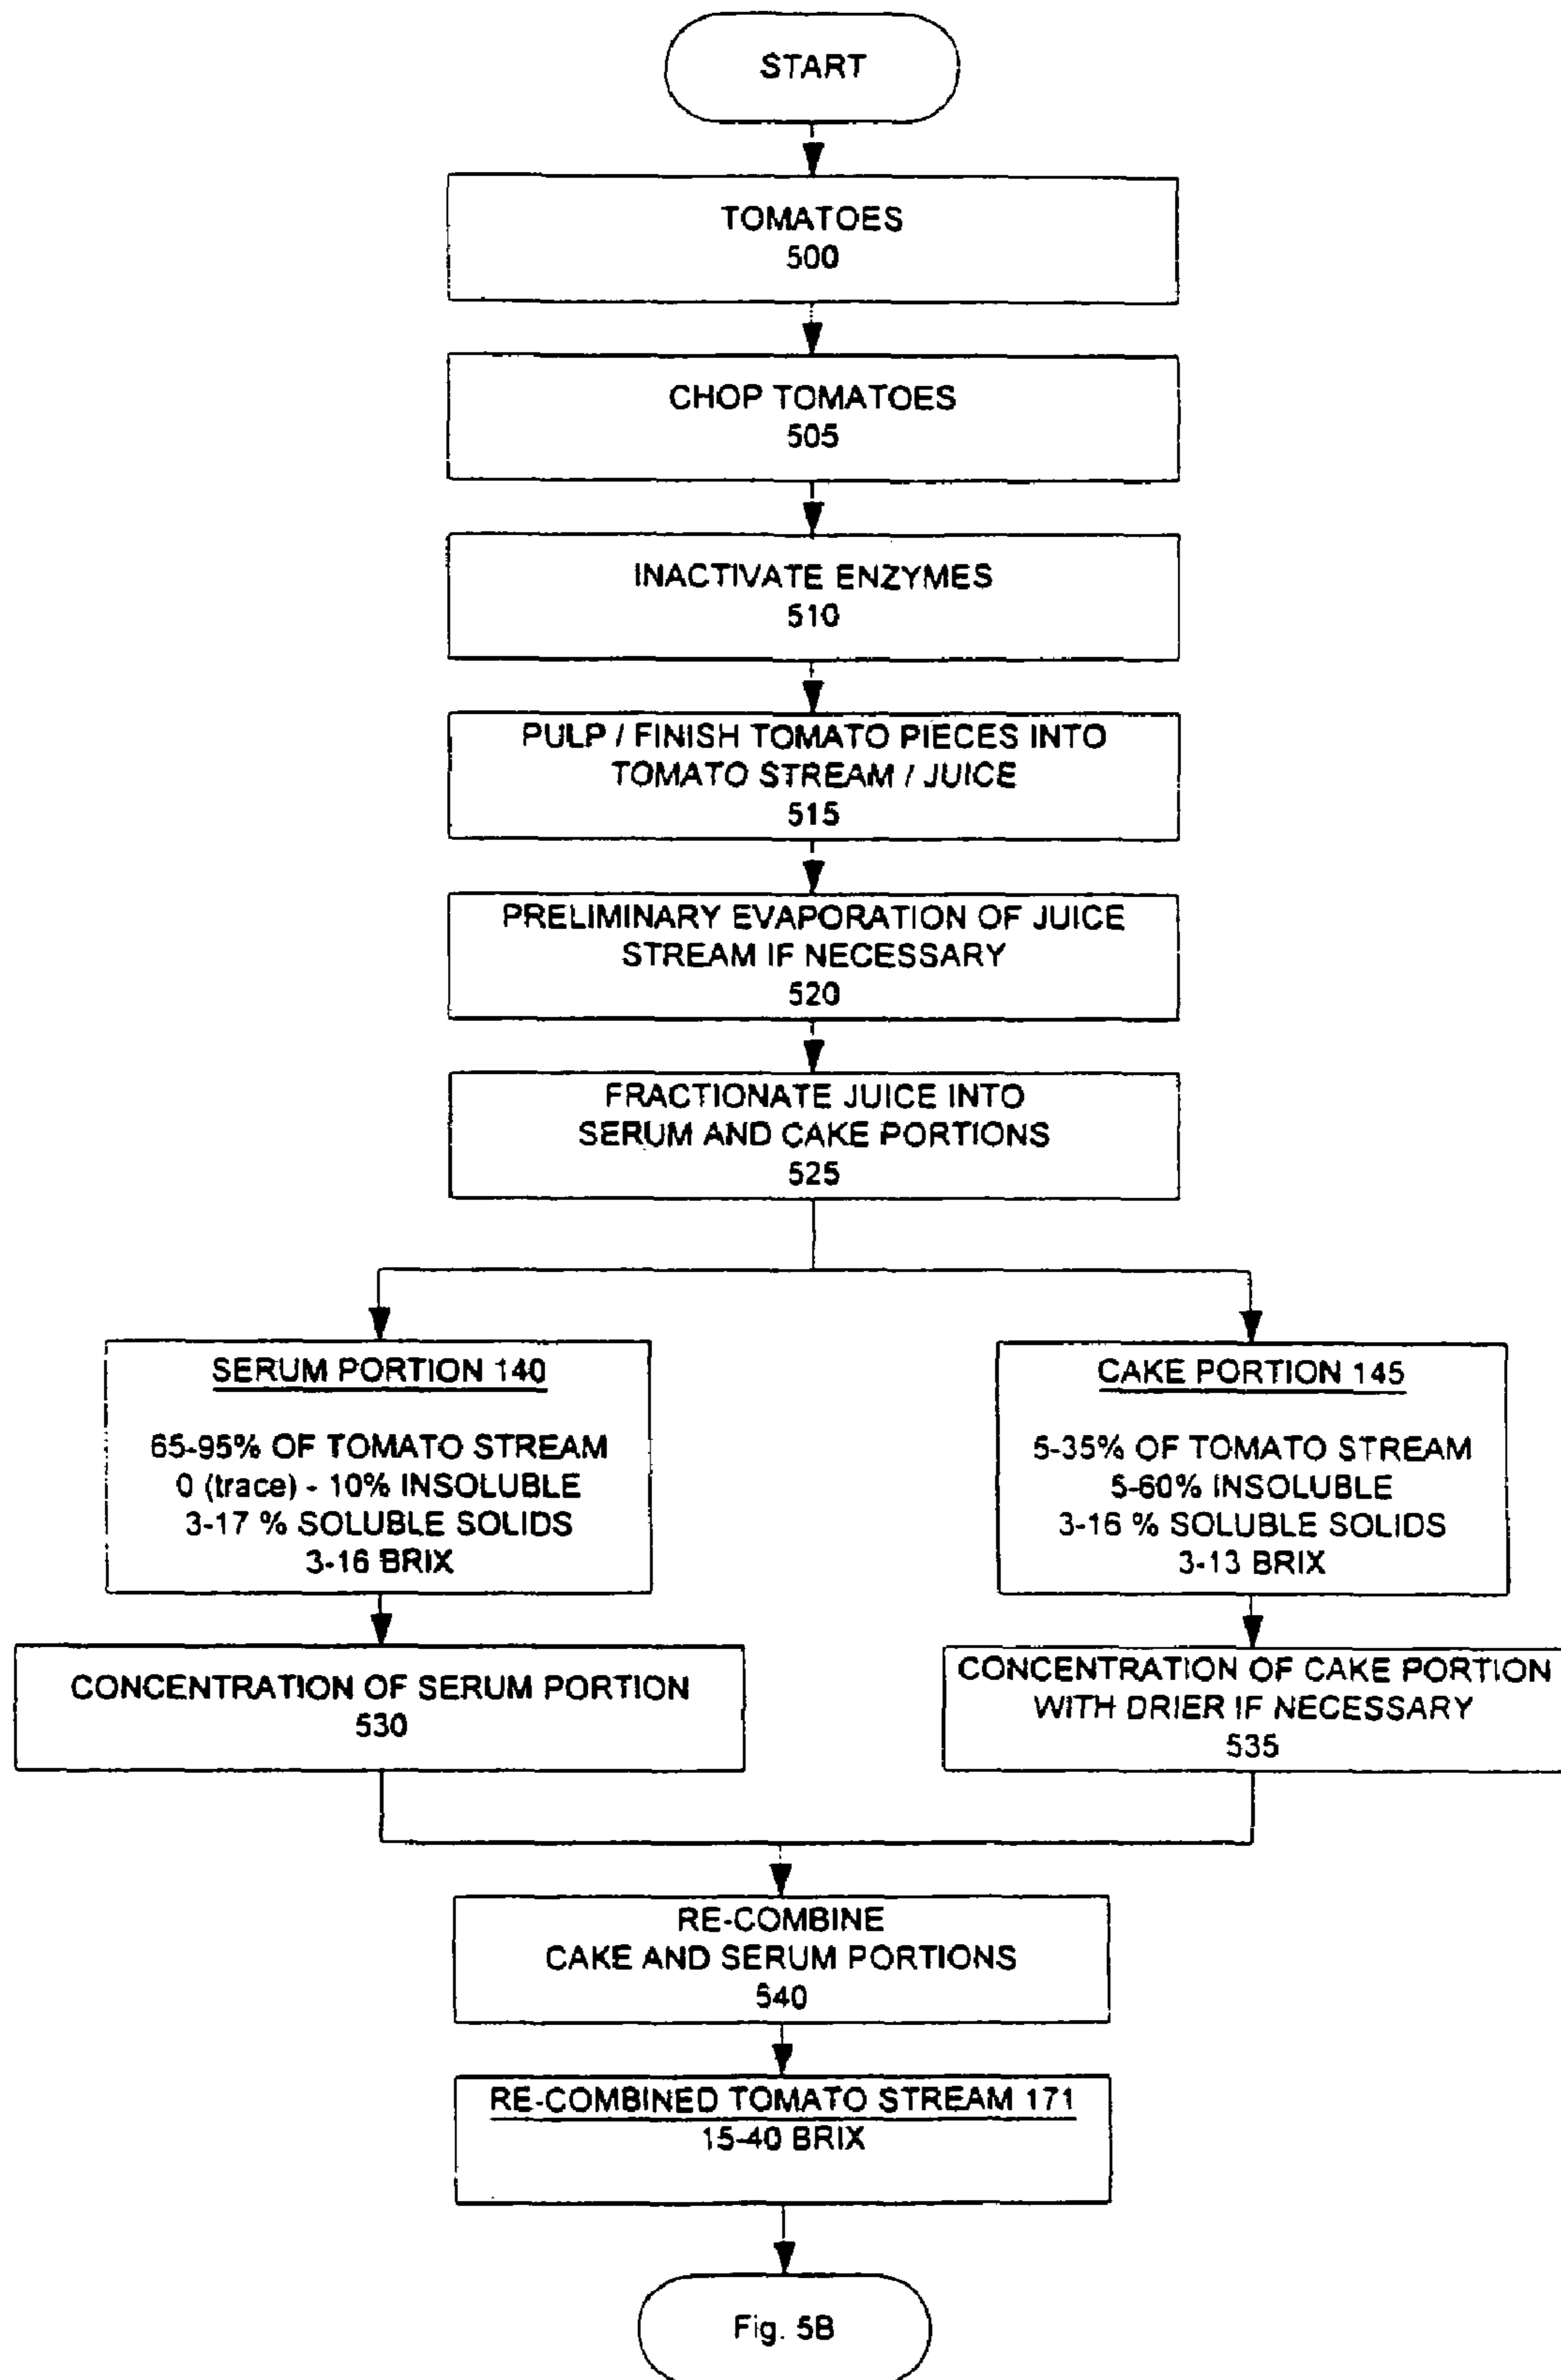 START
TOMATOES
500
CHOP TOMATOES
505
INACTIVATE ENZYMES
510
PULP / FINISH TOMATO PIECES INTO
TOMATO STREAM / JUICE
515
PRELIMINARY EVAPORATION OF JUICE
STREAM IF NECESSARY
520
FRACTIONATE JUICE INTO
SERUM AND CAKE PORTIONS
525
SERUM PORTION 140
65-95% OF TOMATO STREAM
0 (trace) - 10% INSOLUBLE
3-17 % SOLUBLE SOLIDS
3-16 BRIX
CAKE PORTION 145
5-35% OF TOMATO STREAM
5-60% INSOLUBLE
3-16 % SOLUBLE SOLIDS
3-13 BRIX
CONCENTRATION OF SERUM PORTION
530
CONCENTRATION OF CAKE PORTION
WITH DRIER IF NECESSARY
535
RE-COMBINE
CAKE AND SERUM PORTIONS
540
RE-COMBINED TOMATO STREAM 171
15-40 BRIX
Fig. 5B